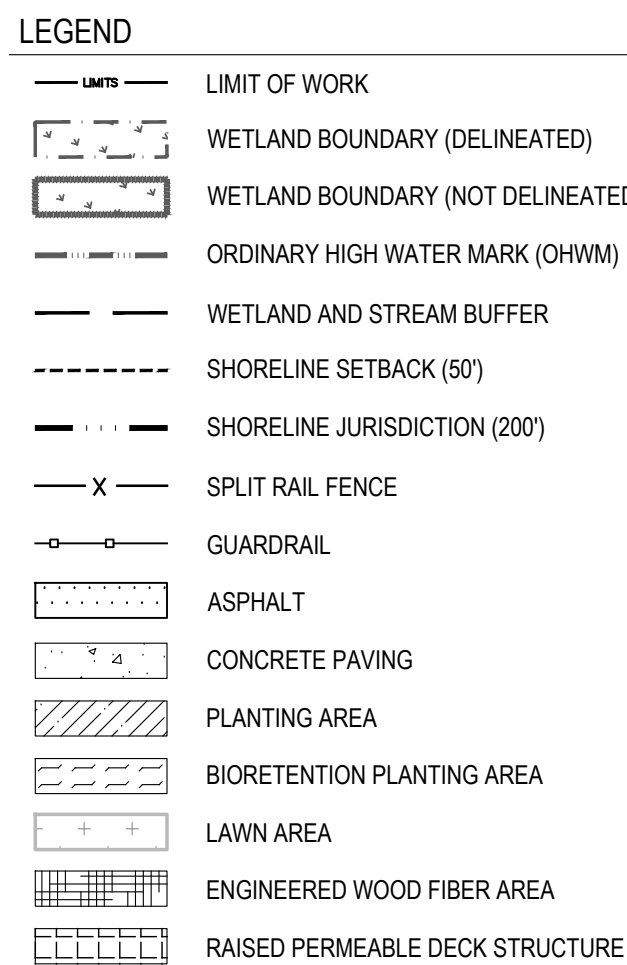 LEGEND
LIMITS LIMIT OF WORK
WETLAND BOUNDARY (DELINEATED)
WETLAND BOUNDARY (NOT DELINEATED
ORDINARY HIGH WATER MARK (OHWM)
WETLAND AND STREAM BUFFER
SHORELINE SETBACK (50')
SHORELINE JURISDICTION (200')
X SPLIT RAIL FENCE
GUARDRAIL
ASPHALT
CONCRETE PAVING
PLANTING AREA
BIORETENTION PLANTING AREA
LAWN AREA
ENGINEERED WOOD FIBER AREA
RAISED PERMEABLE DECK STRUCTURE